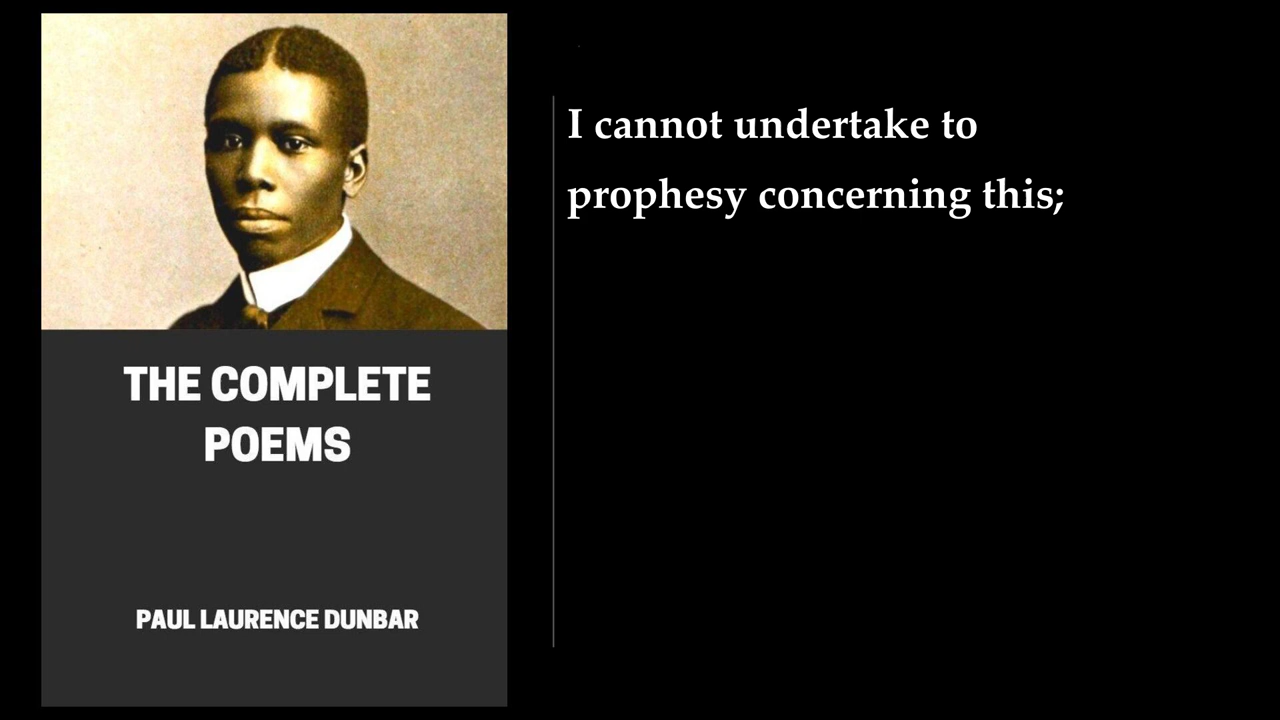 THE COMPLETE
POEMS
PAUL LAURENCE DUNBAR
I cannot undertake to
prophesy concerning this;